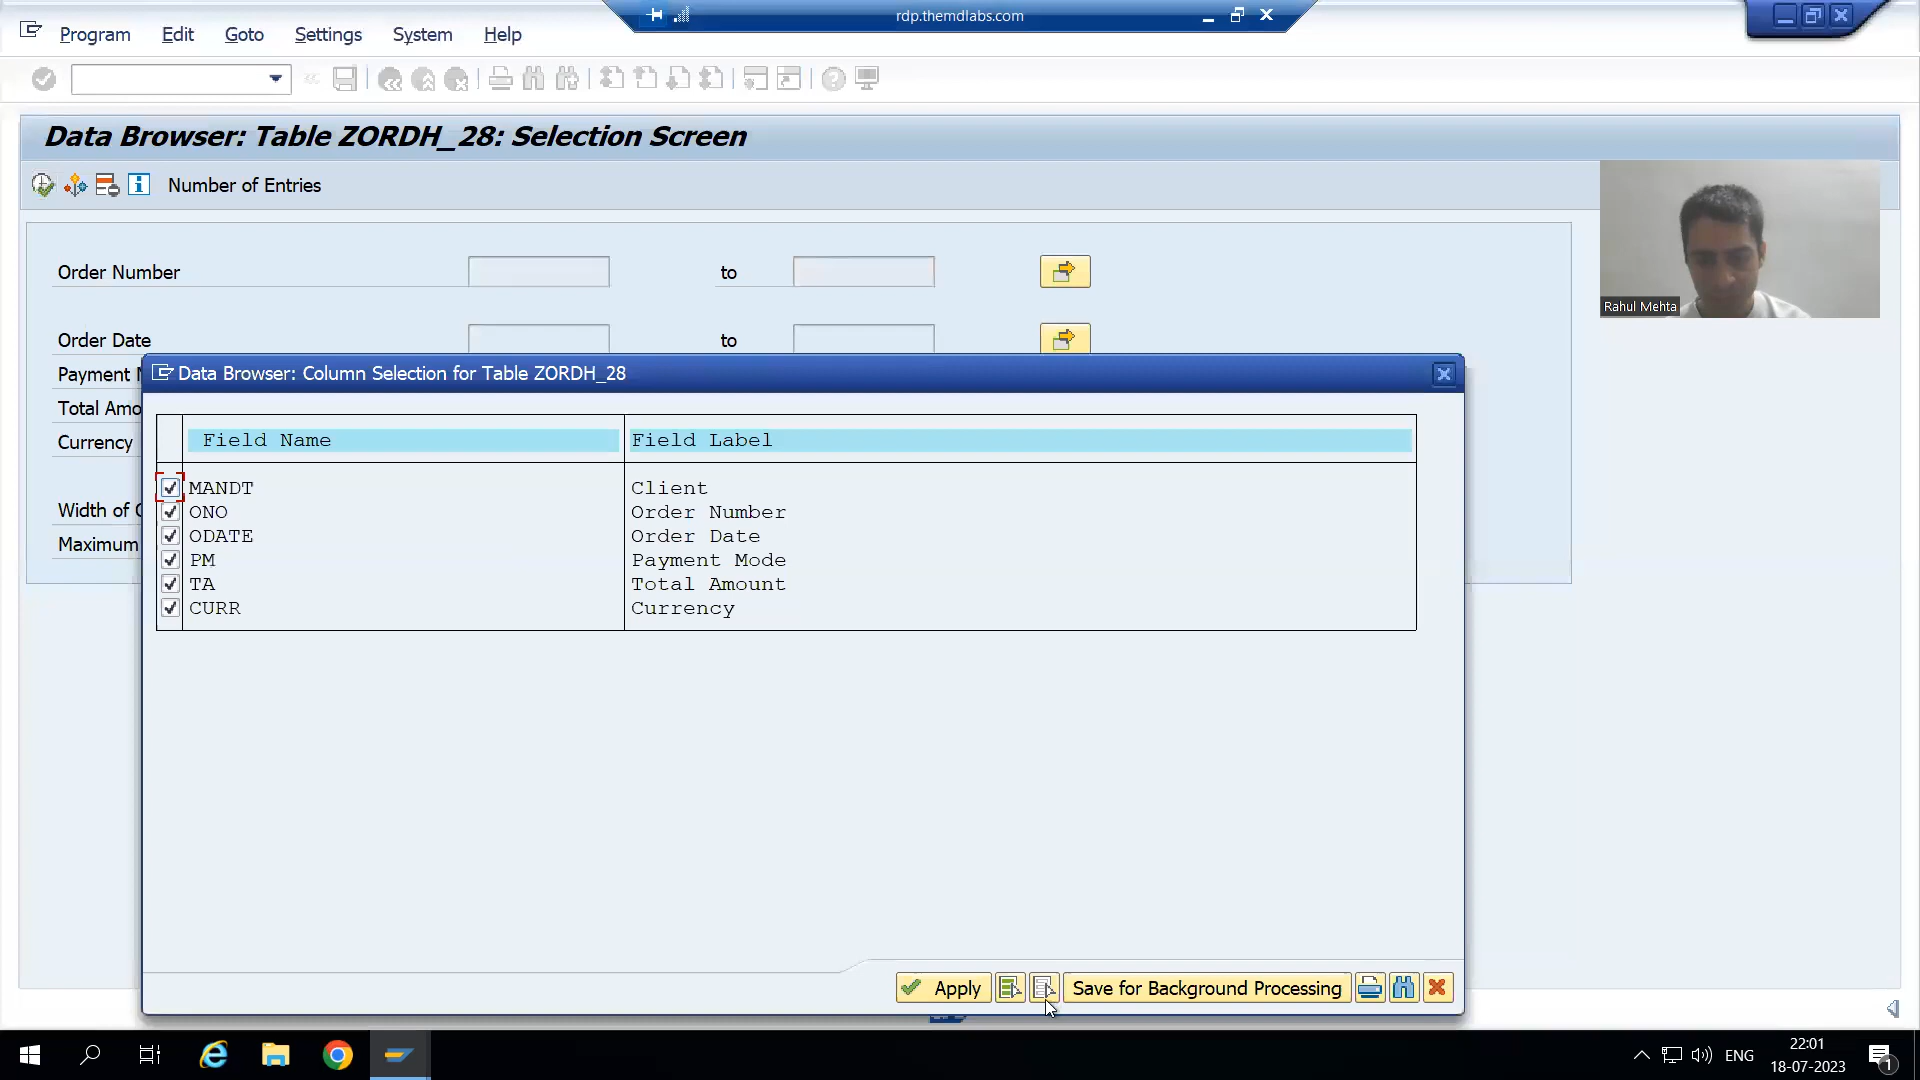 rdp.themdlabs.com
Program Edit Goto Settings System Help
Data Browser: Table ZORDH_28: Selection Screen
Number of Entries
Rahul Mehta
Order Number to
Order Date to
Payment
Total Amo
Currency
Width of
Maximum
Data Browser: Column Selection for Table ZORDH_28
Field Name Field Label
MANDT Client
ONO Order Number
ODATE Order Date
PM Payment Mode
TA Total Amount
CURR Currency
Apply Save for Background Processing
ENG
22:01
18-07-2023
1